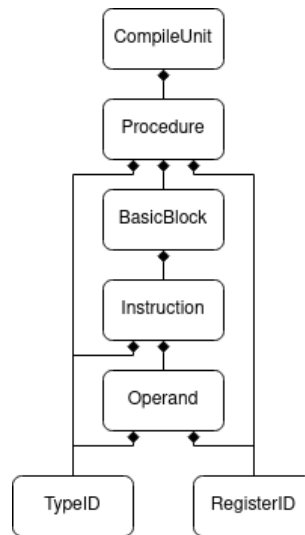 CompileUnit
Procedure
BasicBlock
Instruction
Operand
TypeID
RegisterID